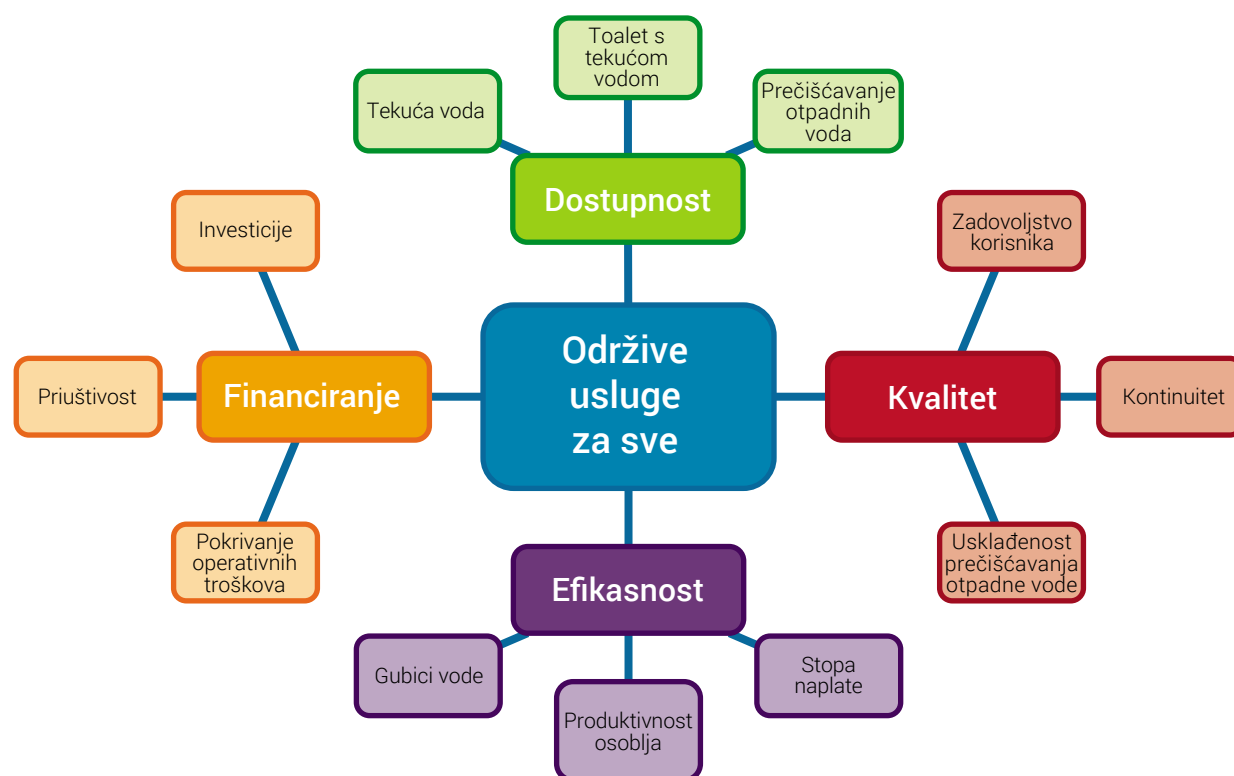 Toalet s
tekućom
vodom
Tekuća voda
Prečišćavanje
otpadnih
voda
Dostupnost
Investicije
Zadovoljstvo
korisnika
Održive
usluge
za sve
Priuštivost
Financiranje
Kvalitet
Kontinuitet
Pokrivanje
operativnih
troškova
Usklađenost
prečišćavanja
otpadne vode
Efikasnost
Gubici vode
Stopa
naplate
Produktivnost
osoblja